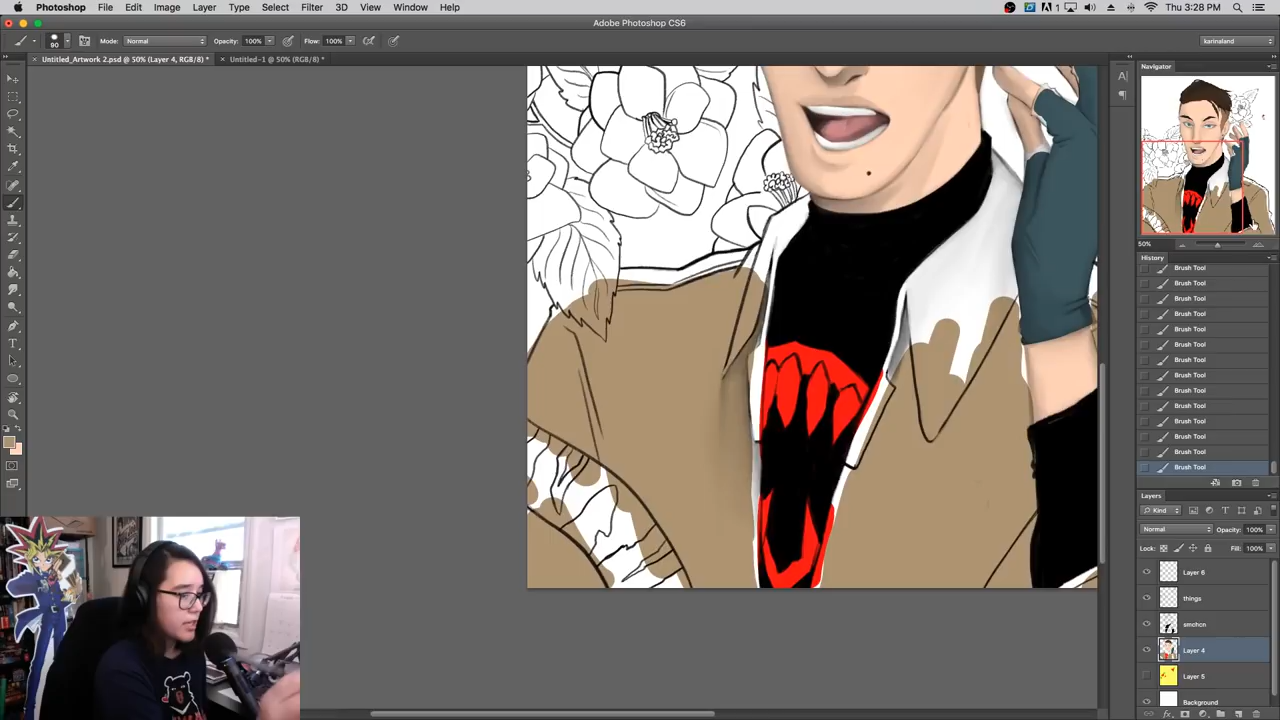 Photoshop File Edit Image Layer Type Select Filter 3D View Window Help
1
Thu 3:28 PM karinaland
Adobe Photoshop CS6
90 Mode: Normal Opacity: 100% Flow: 100%
karinaland
× Untitled_Artwork 2.psd @ 50% (Layer 4, RGB/8) * × Untitled-1 @ 50% (RGB/8) *
Navigator
50%
History
Brush Tool
Brush Tool
Brush Tool
Brush Tool
Brush Tool
Brush Tool
Brush Tool
Brush Tool
Brush Tool
Brush Tool
Brush Tool
Brush Tool
Brush Tool
Brush Tool
Layers
Kind
Normal Opacity: 100%
Lock: Fill: 100%
Layer 6
things
smchcn
Layer 4
Layer 5
Background